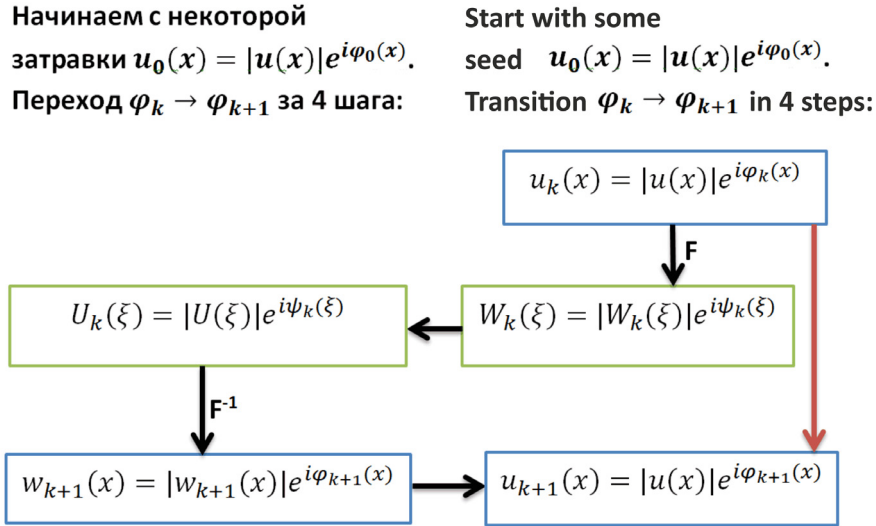 Начинаем с некоторой
затравки u₀(x) = |u(x)|e^{iφ₀(x)}.
Переход φₖ → φₖ₊₁ за 4 шага:
Start with some
seed u₀(x) = |u(x)|e^{iφ₀(x)}.
Transition φₖ → φₖ₊₁ in 4 steps:
uₖ(x) = |u(x)|e^{iφₖ(x)}
F
Uₖ(ξ) = |U(ξ)|e^{iψₖ(ξ)}
Wₖ(ξ) = |Wₖ(ξ)|e^{iψₖ(ξ)}
F⁻¹
wₖ₊₁(x) = |wₖ₊₁(x)|e^{iφₖ₊₁(x)}
uₖ₊₁(x) = |u(x)|e^{iφₖ₊₁(x)}